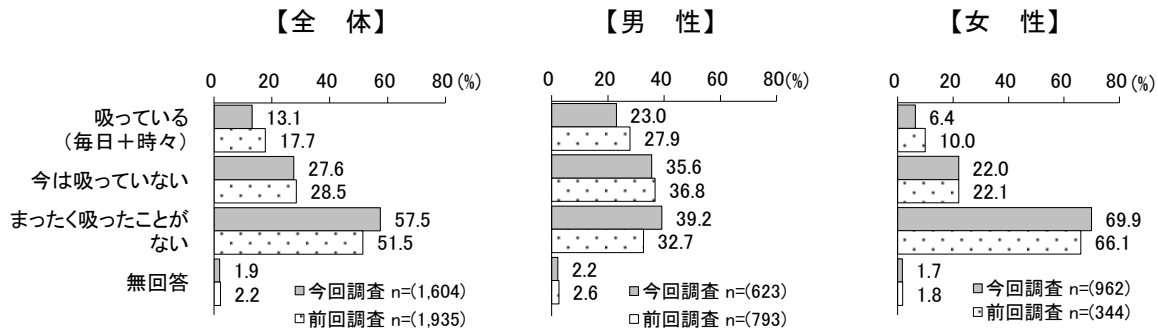 【全　体】
【男　性】
【女　性】
0 20 40 60 80 (%)
0 20 40 60 80 (%)
0 20 40 60 80 (%)
吸っている
（毎日＋時々）
13.1
17.7
23.0
27.9
6.4
10.0
今は吸っていない
27.6
28.5
35.6
36.8
22.0
22.1
まったく吸ったことが
ない
57.5
51.5
39.2
32.7
69.9
66.1
無回答
1.9
2.2
2.2
2.6
1.7
1.8
今回調査 n=(1,604)
前回調査 n=(1,935)
今回調査 n=(623)
前回調査 n=(793)
今回調査 n=(962)
前回調査 n=(344)